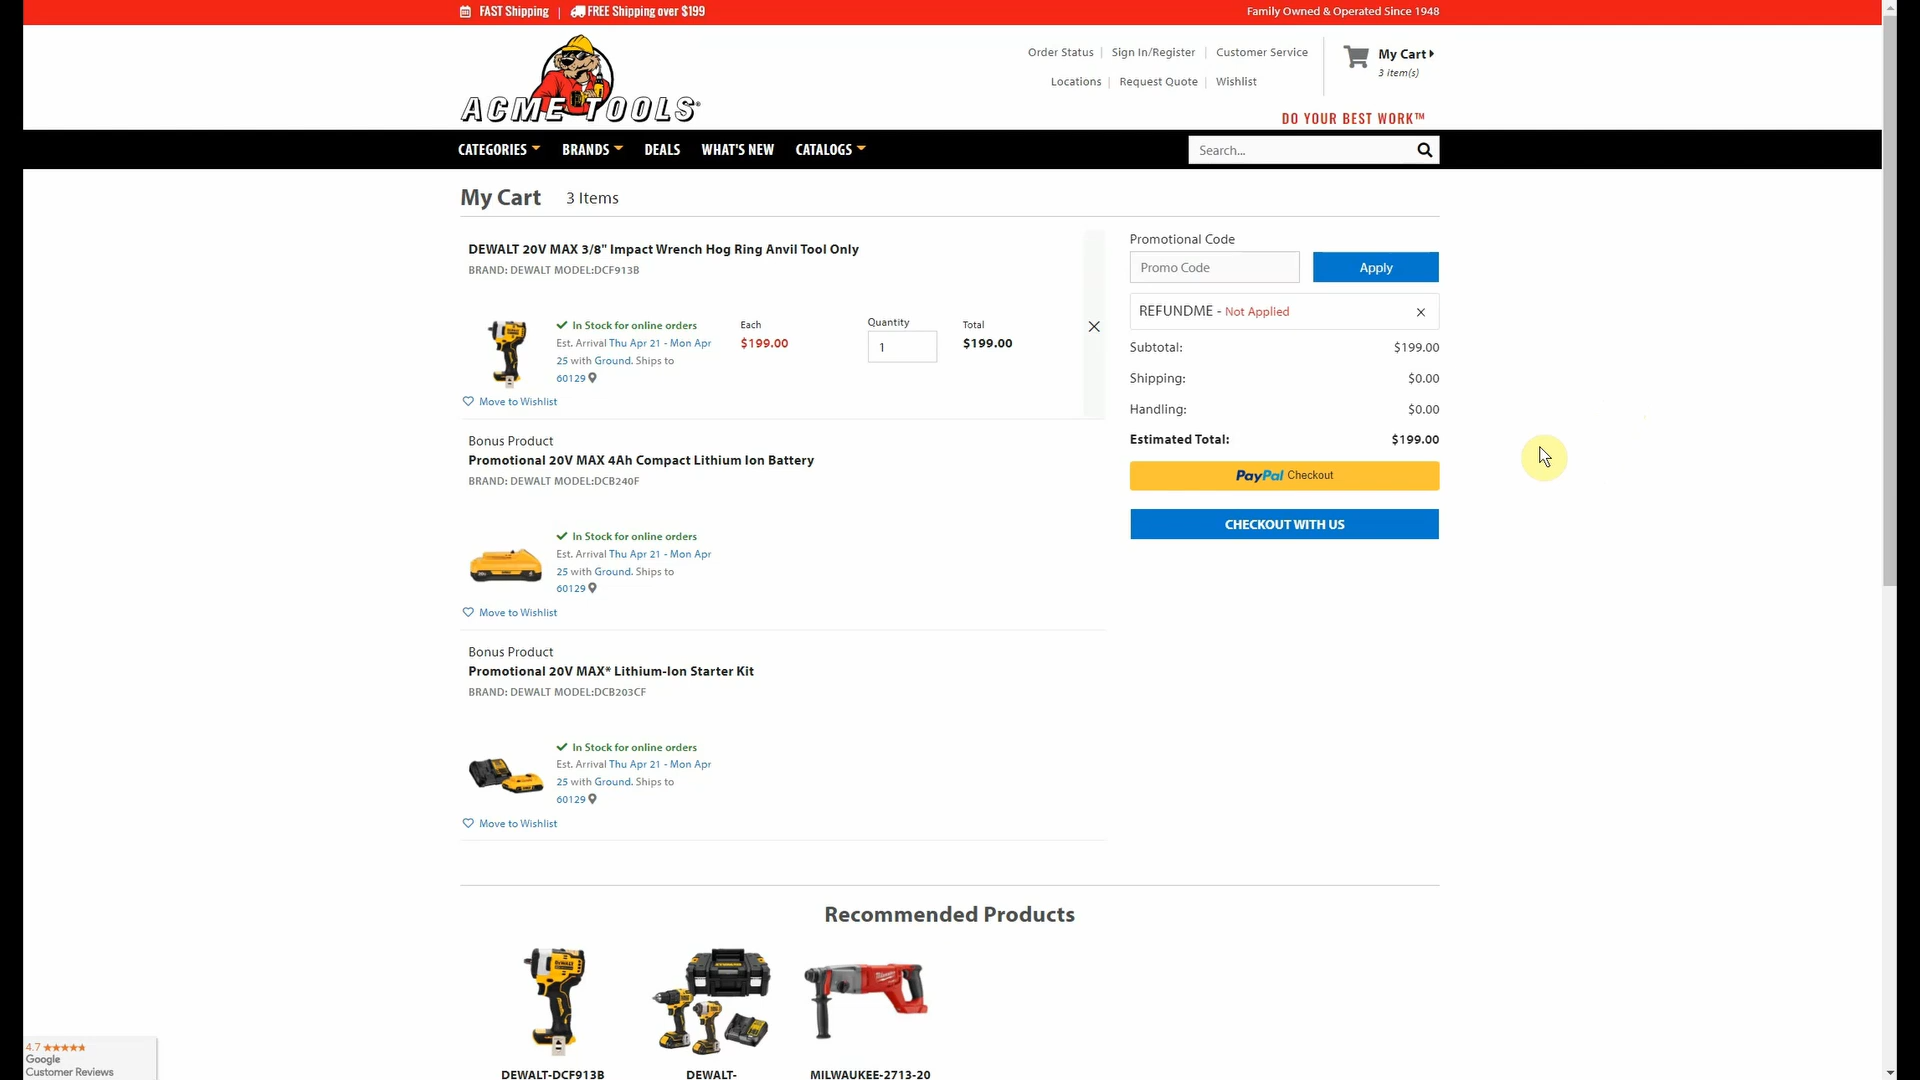 FAST Shipping | FREE Shipping over $199
Family Owned & Operated Since 1948
ACME TOOLS®
Order Status | Sign In/Register | Customer Service
Locations | Request Quote | Wishlist
My Cart
3 item(s)
DO YOUR BEST WORK™
CATEGORIES BRANDS DEALS WHAT'S NEW CATALOGS
Search...
My Cart 3 Items
DEWALT 20V MAX 3/8" Impact Wrench Hog Ring Anvil Tool Only
BRAND: DEWALT MODEL:DCF913B
In Stock for online orders
Est. Arrival Thu Apr 21 - Mon Apr
25 with Ground. Ships to
60129
Each
$199.00
Quantity
1
Total
$199.00
Move to Wishlist
Bonus Product
Promotional 20V MAX 4Ah Compact Lithium Ion Battery
BRAND: DEWALT MODEL:DCB240F
In Stock for online orders
Est. Arrival Thu Apr 21 - Mon Apr
25 with Ground. Ships to
60129
Move to Wishlist
Bonus Product
Promotional 20V MAX* Lithium-Ion Starter Kit
BRAND: DEWALT MODEL:DCB203CF
In Stock for online orders
Est. Arrival Thu Apr 21 - Mon Apr
25 with Ground. Ships to
60129
Move to Wishlist
Promotional Code
Promo Code
Apply
REFUNDME - Not Applied
Subtotal: $199.00
Shipping: $0.00
Handling: $0.00
Estimated Total: $199.00
PayPal Checkout
CHECKOUT WITH US
Recommended Products
DEWALT-DCF913B
DEWALT-
MILWAUKEE-2713-20
4.7
Google
Customer Reviews